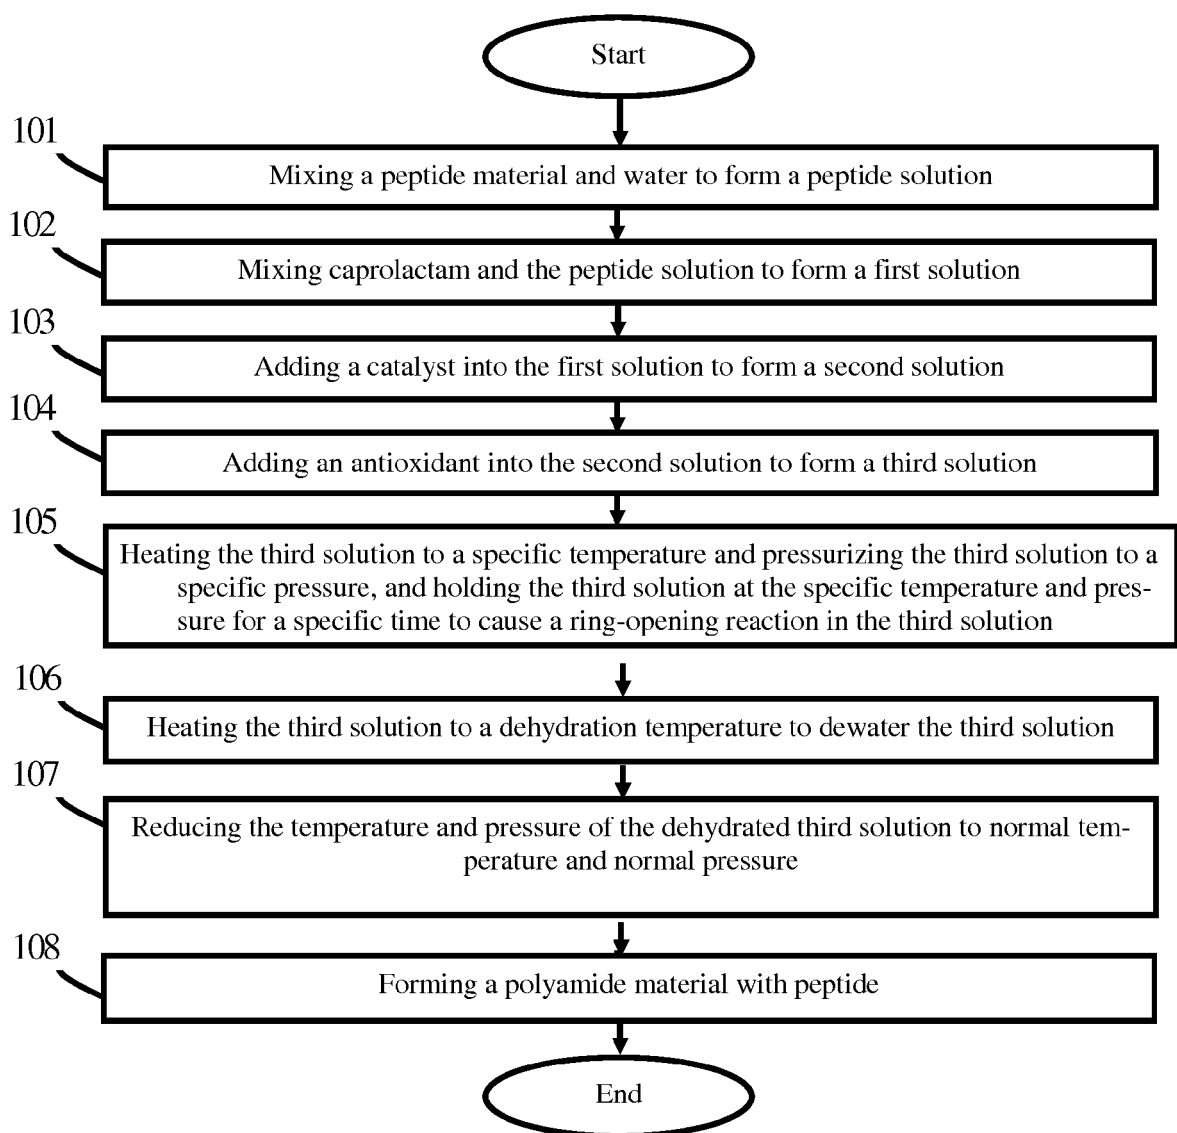 Start
101
Mixing a peptide material and water to form a peptide solution
102
Mixing caprolactam and the peptide solution to form a first solution
103
Adding a catalyst into the first solution to form a second solution
104
Adding an antioxidant into the second solution to form a third solution
105
Heating the third solution to a specific temperature and pressurizing the third solution to a
specific pressure, and holding the third solution at the specific temperature and pres-
sure for a specific time to cause a ring-opening reaction in the third solution
106
Heating the third solution to a dehydration temperature to dewater the third solution
107
Reducing the temperature and pressure of the dehydrated third solution to normal tem-
perature and normal pressure
108
Forming a polyamide material with peptide
End